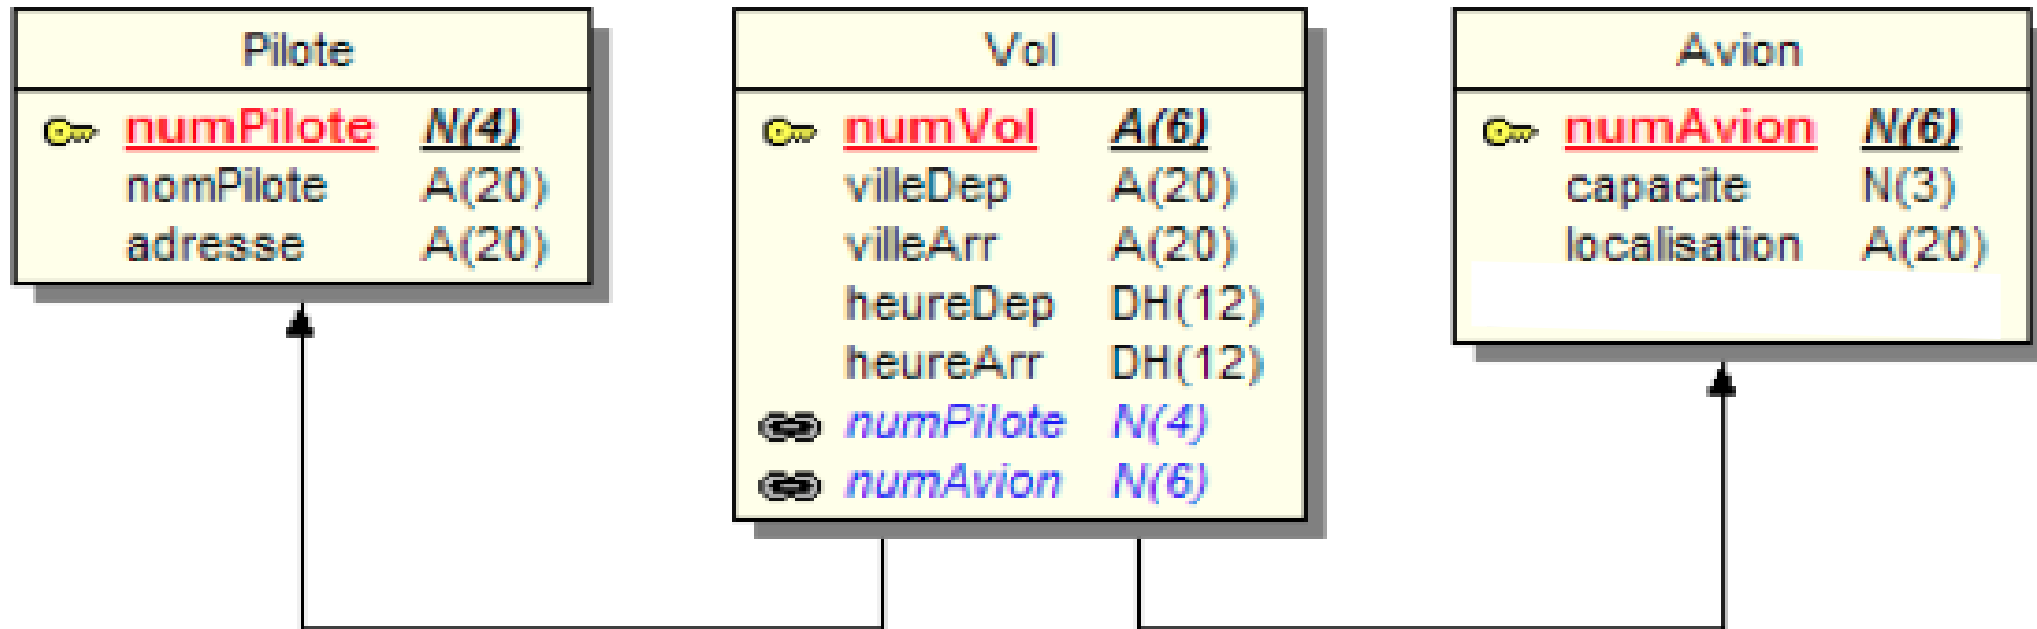 Pilote
numPilote N(4)
nomPilote A(20)
adresse A(20)
Vol
numVol A(6)
villeDep A(20)
villeArr A(20)
heureDep DH(12)
heureArr DH(12)
numPilote N(4)
numAvion N(6)
Avion
numAvion N(6)
capacite N(3)
localisation A(20)